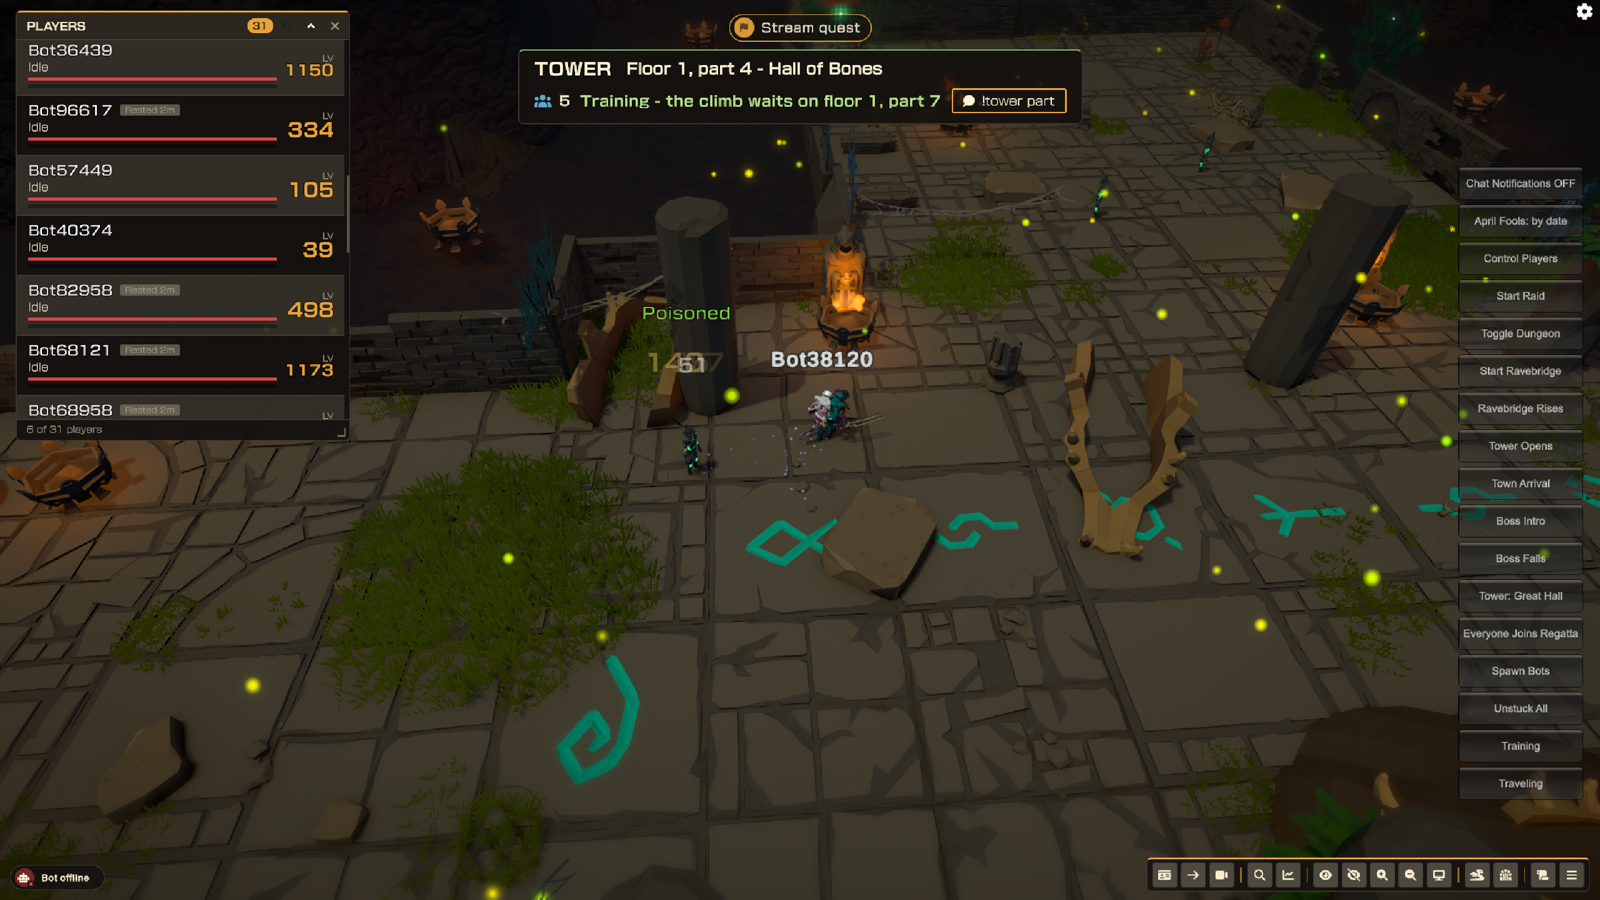 PLAYERS 31
Bot36439
Idle
LV
1150
Bot96617 Rested 2m
Idle
LV
334
Bot57449
Idle
LV
105
Bot40374
Idle
LV
39
Bot82958 Rested 2m
Idle
LV
498
Bot68121 Rested 2m
Idle
LV
1173
Bot68958 Rested 2m
LV
6 of 31 players
Stream quest
TOWER Floor 1, part 4 - Hall of Bones
5 Training - the climb waits on floor 1, part 7 !tower part
Poisoned
51
Bot38120
Chat Notifications OFF
April Fools: by date
Control Players
Start Raid
Toggle Dungeon
Start Ravebridge
Ravebridge Rises
Tower Opens
Town Arrival
Boss Intro
Boss Falls
Tower: Great Hall
Everyone Joins Regatta
Spawn Bots
Unstuck All
Training
Traveling
Bot offline